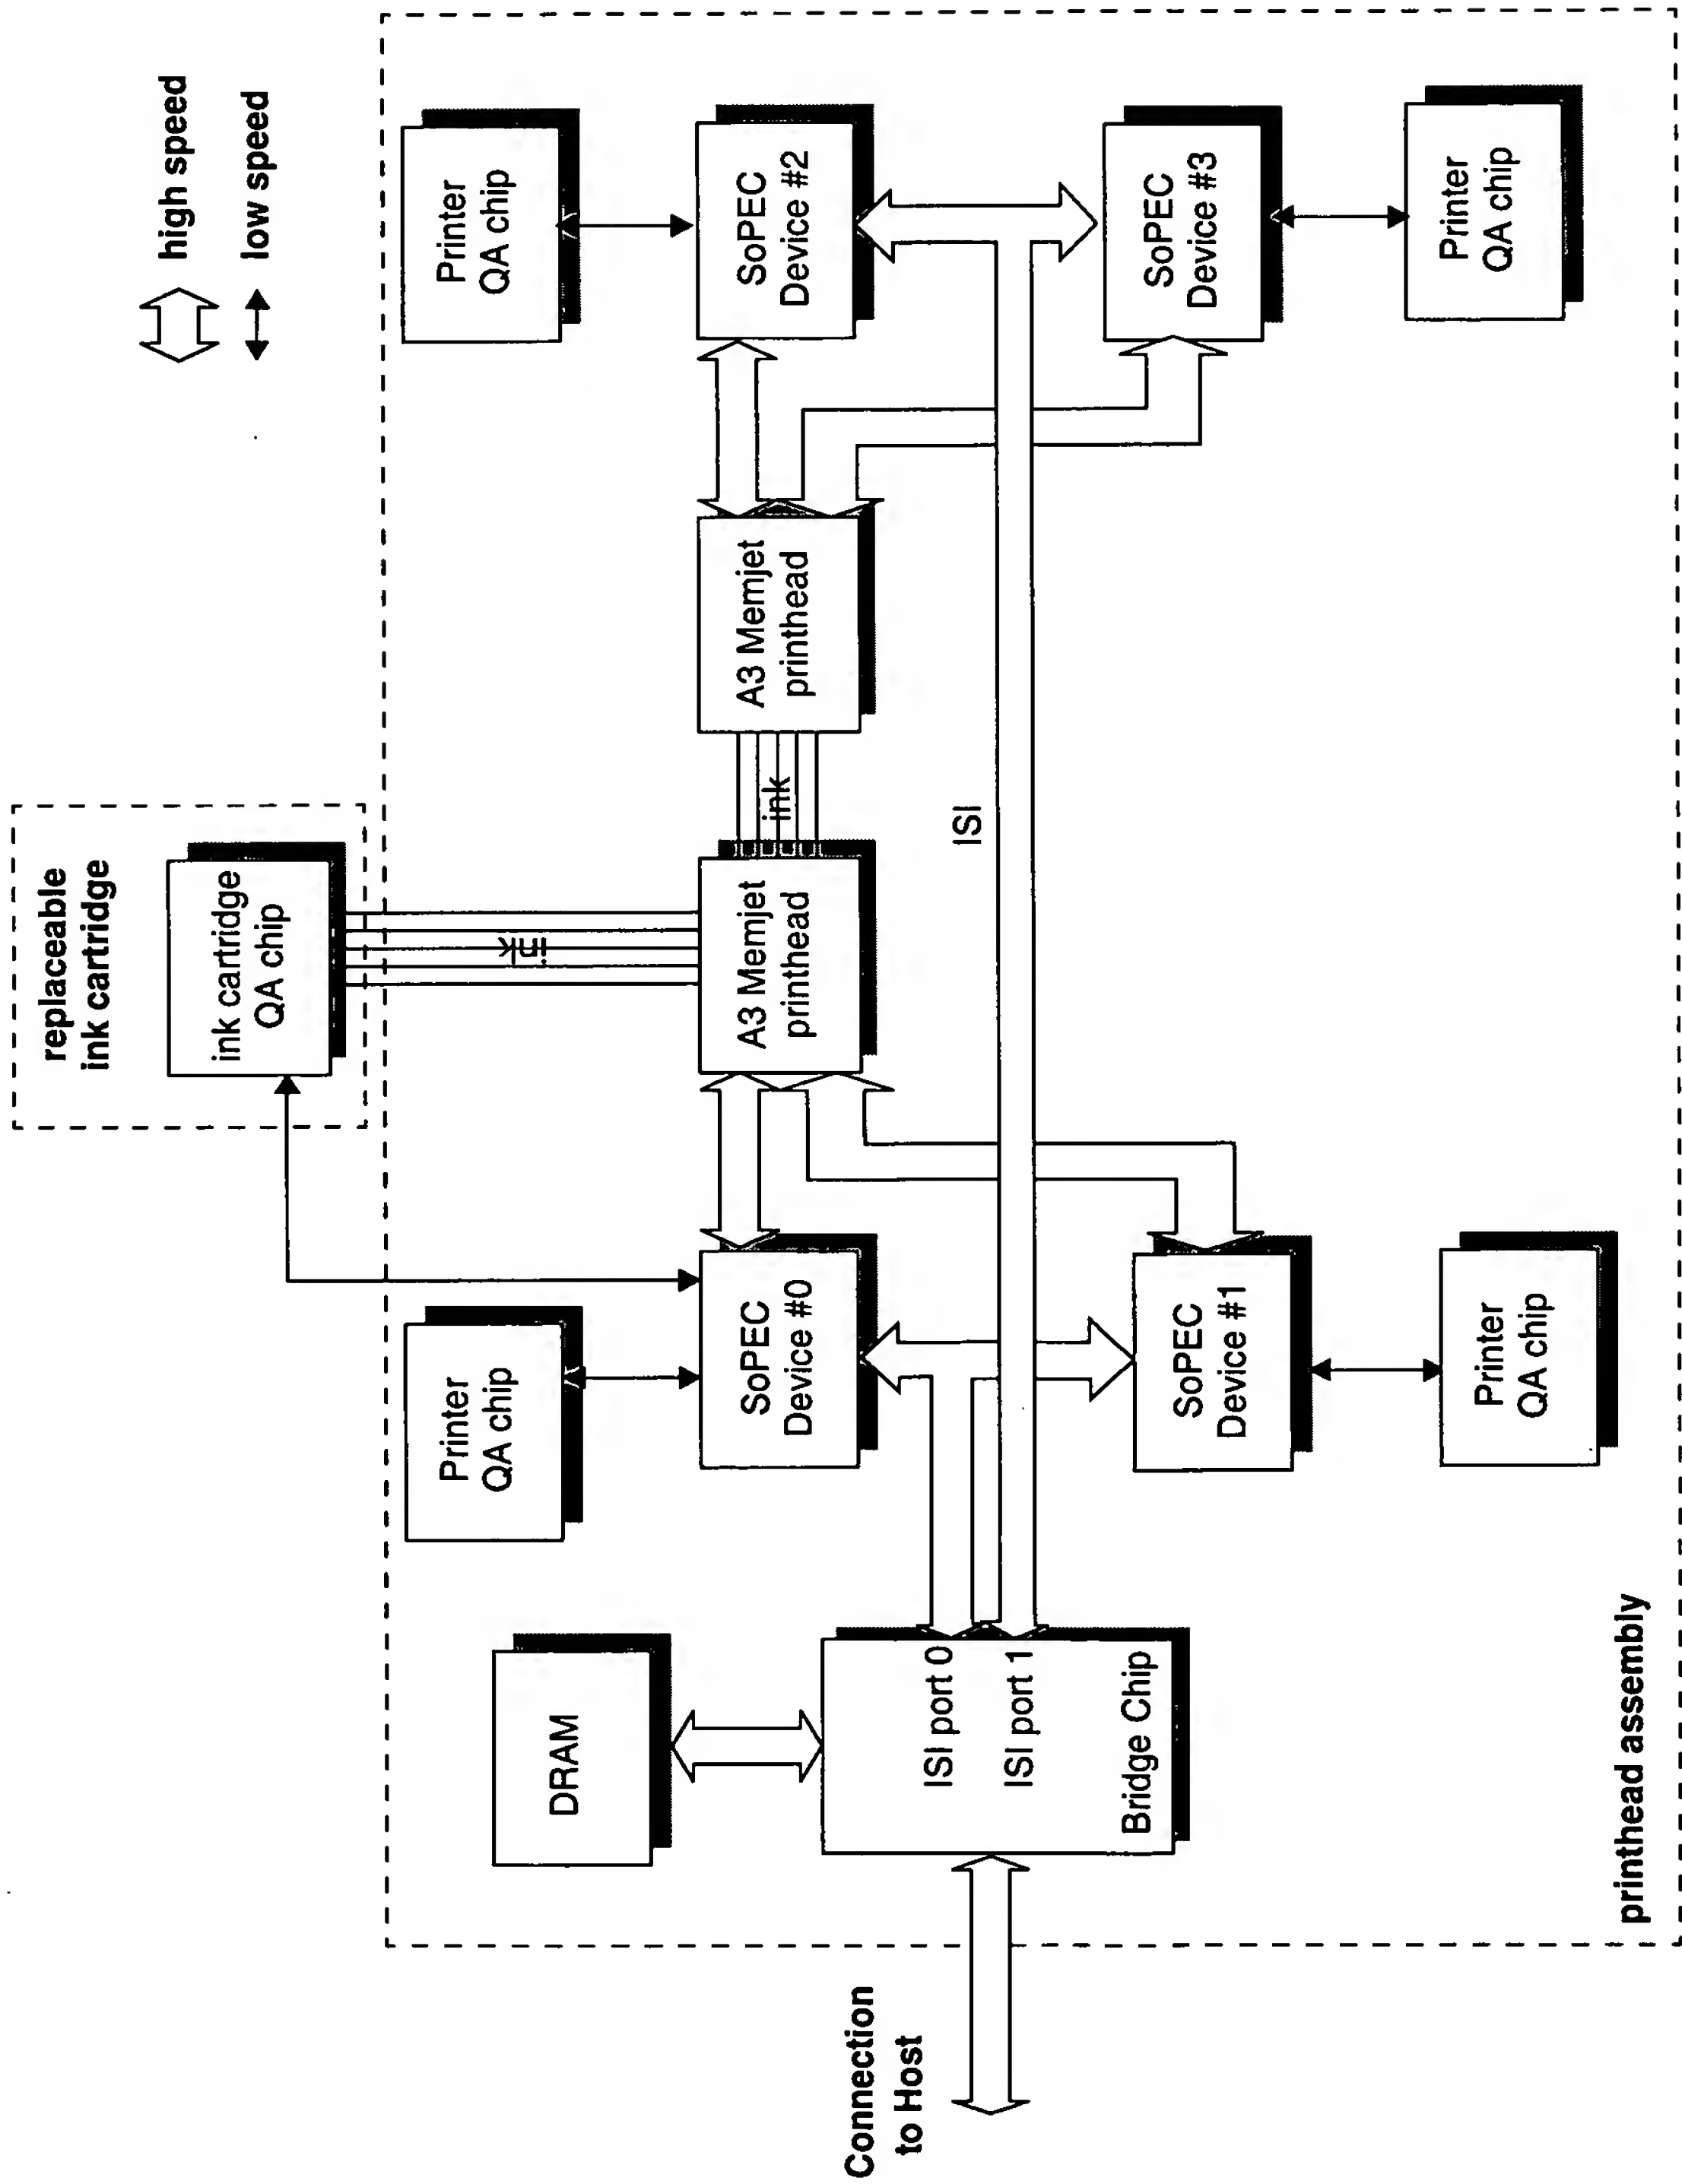 replaceable
ink cartridge
high speed
low speed
ink cartridge
QA chip
ink
Printer
QA chip
Printer
QA chip
DRAM
SoPEC
Device #0
A3 Memjet
printhead
ink
A3 Memjet
printhead
SoPEC
Device #2
Connection
to Host
ISI port 0
ISI port 1
Bridge Chip
ISI
SoPEC
Device #1
SoPEC
Device #3
Printer
QA chip
Printer
QA chip
printhead assembly